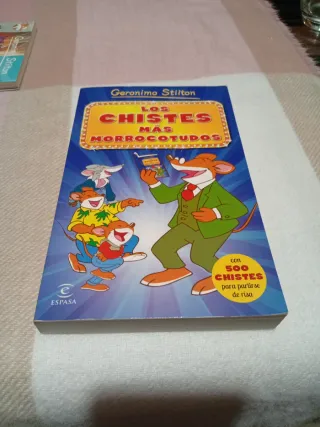 Geronimo Stilton
LOS
CHISTES
MÁS
MORROCOTUDOS
con
500
CHISTES
para partirse
de risa
ESPASA